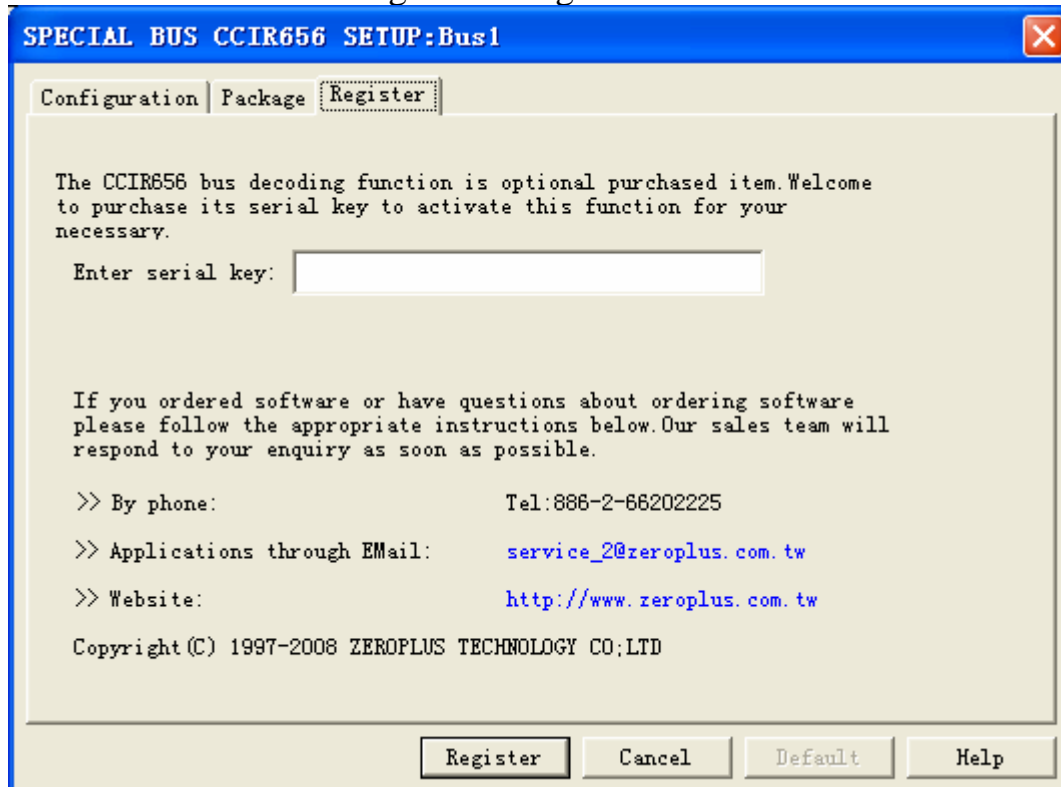 SPECIAL BUS CCIR656 SETUP:Bus1
Configuration Package Register
The CCIR656 bus decoding function is optional purchased item.Welcome
to purchase its serial key to activate this function for your
necessary.
Enter serial key:
If you ordered software or have questions about ordering software
please follow the appropriate instructions below.Our sales team will
respond to your enquiry as soon as possible.
>> By phone: Tel:886-2-66202225
>> Applications through EMail: service_2@zeroplus.com.tw
>> Website: http://www.zeroplus.com.tw
Copyright(C) 1997-2008 ZEROPLUS TECHNOLOGY CO;LTD
Register Cancel Default Help